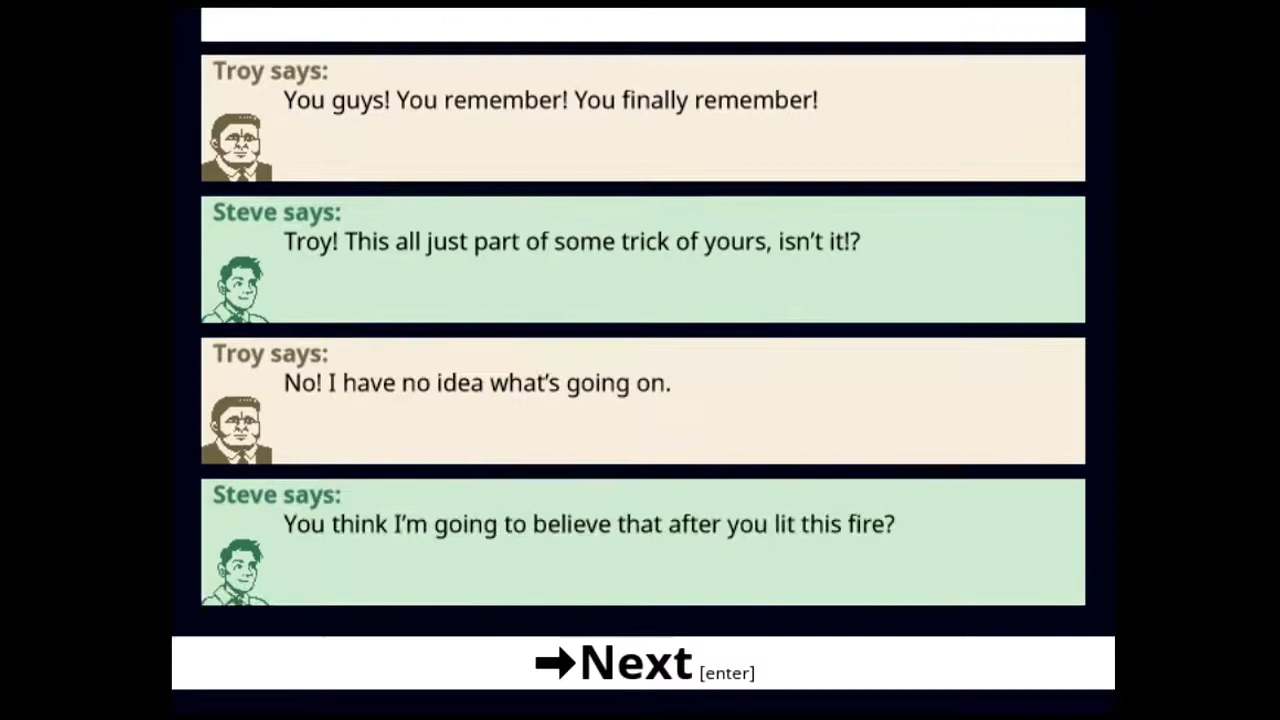 Troy says:
You guys! You remember! You finally remember!
Steve says:
Troy! This all just part of some trick of yours, isn’t it!?
Troy says:
No! I have no idea what’s going on.
Steve says:
You think I’m going to believe that after you lit this fire?
➡Next [enter]